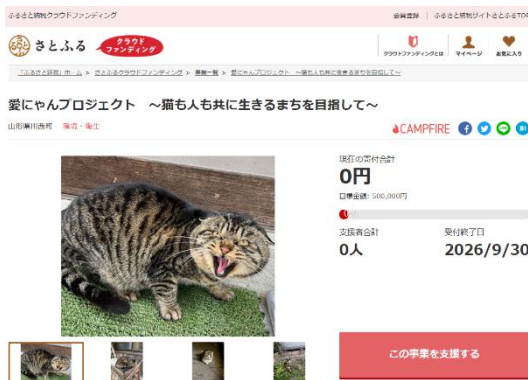 ふるさと納税クラウドファンディング
会員登録 | ふるさと納税サイトさとふるTOP
さとふる
クラウド
ファンディング
クラウドファンディングとは
マイページ
お気に入り
「ふるさと納税」ホーム > さとふるクラウドファンディング > 事業一覧 > 愛にゃんプロジェクト ～猫も人も共に生きるまちを目指して～
愛にゃんプロジェクト ～猫も人も共に生きるまちを目指して～
山形県川西町 環境・衛生
CAMPFIRE
現在の寄付合計
0円
目標金額: 500,000円
支援者合計
0人
受付終了日
2026/9/30
この事業を支援する